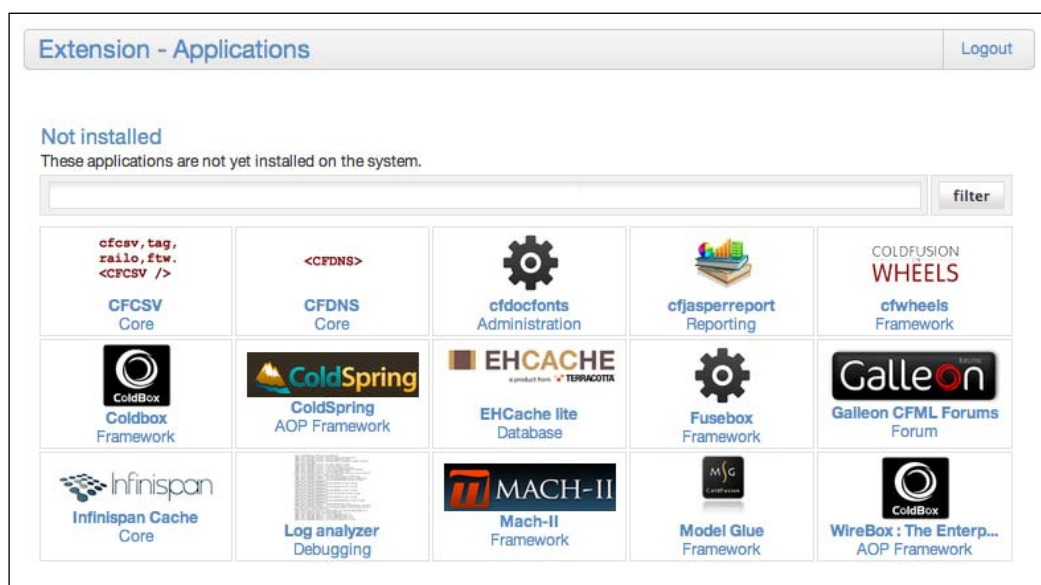 Extension - Applications
Logout
Not installed
These applications are not yet installed on the system.
filter
cfcsv,tag,
railo,ftw.
<CFCSV />
CFCSV
Core
<CFDNS>
CFDNS
Core
cfdocfonts
Administration
cfjasperreport
Reporting
COLDFUSION
WHEELS
cfwheels
Framework
ColdBox
Coldbox
Framework
ColdSpring
ColdSpring
AOP Framework
EHCACHE
a product from TERRACOTTA
EHCache lite
Database
Fusebox
Framework
forums
Galleon
Galleon CFML Forums
Forum
Infinispan
Infinispan Cache
Core
Log analyzer
Debugging
MACH-II
Mach-II
Framework
MSG
ColdFusion
Model Glue
Framework
ColdBox
WireBox : The Enterp...
AOP Framework